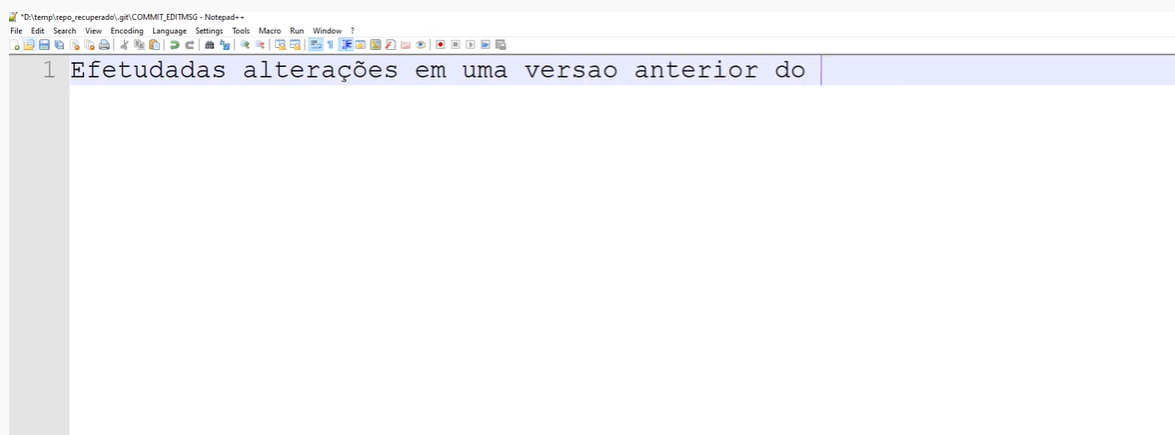 *D:\temp\repo_recuperado\.git\COMMIT_EDITMSG - Notepad++
File Edit Search View Encoding Language Settings Tools Macro Run Window ?
1 Efetudadas alterações em uma versao anterior do